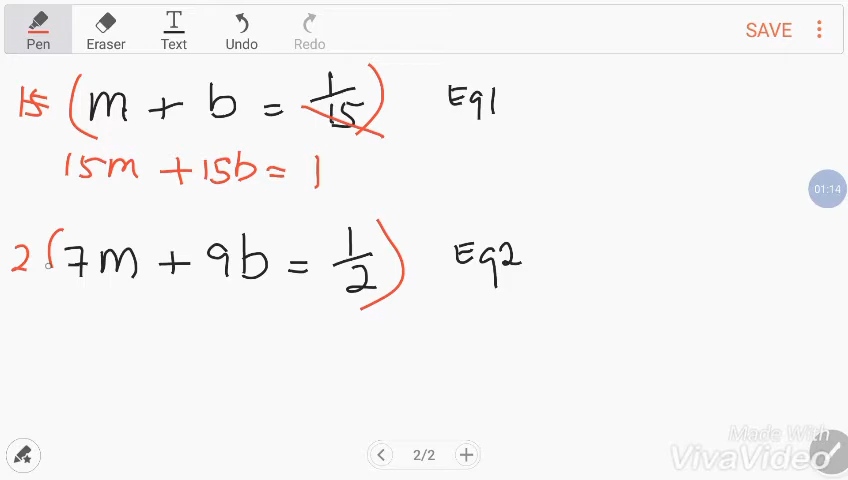 Pen Eraser Text Undo Redo SAVE
15 (m + b = 1/15) Eq1
15m + 15b = 1
01:14
2 (7m + 9b = 1/2) Eq2
2/2
Made With
VivaVideo